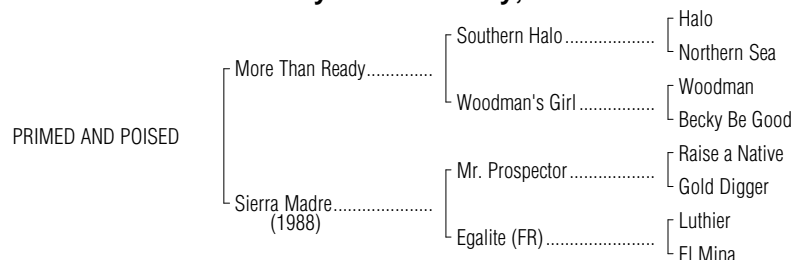 Halo
Southern Halo
Northern Sea
More Than Ready
Woodman
Woodman's Girl
Becky Be Good
PRIMED AND POISED
Raise a Native
Mr. Prospector
Gold Digger
Sierra Madre
(1988)
Luthier
Egalite (FR)
El Mina